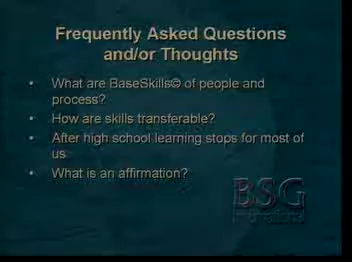 Frequently Asked Questions
and/or Thoughts
• What are BaseSkills© of people and
process?
• How are skills transferable?
• After high school learning stops for most of
us.
• What is an affirmation?
BSG
International